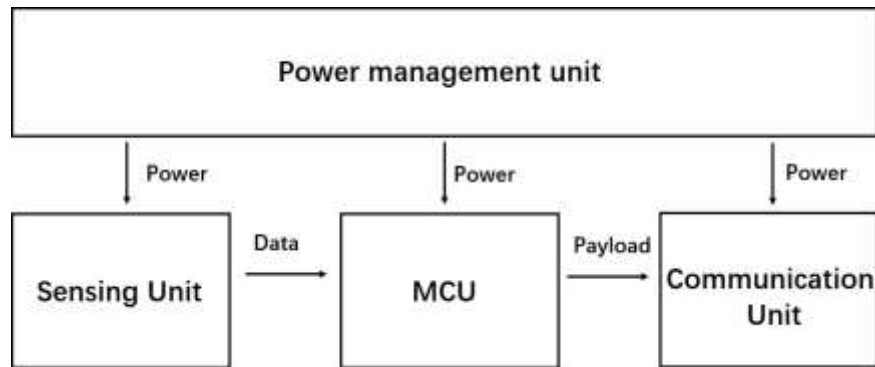 Power management unit
Power
Power
Power
Data
Payload
Sensing Unit
MCU
Communication
Unit